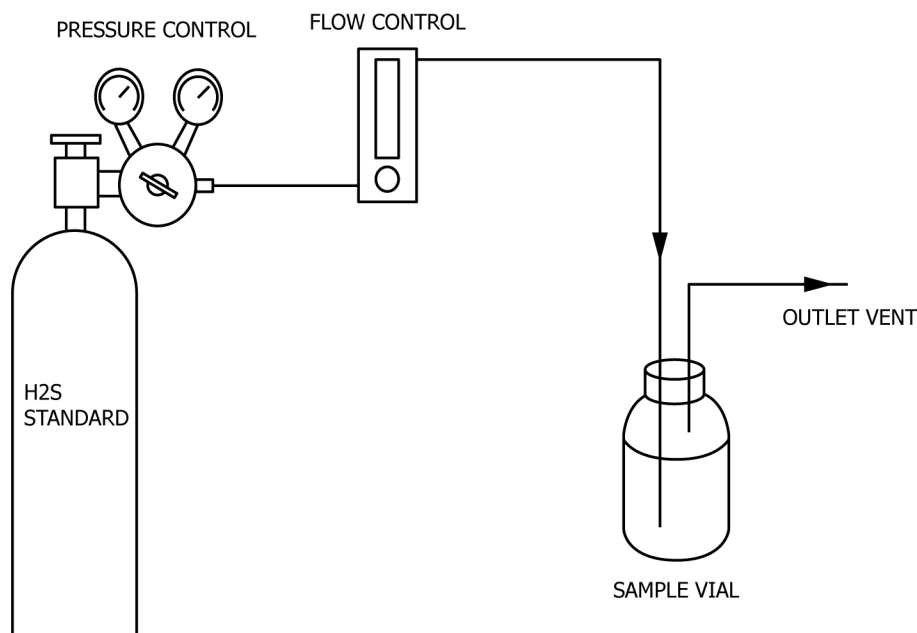 PRESSURE CONTROL
FLOW CONTROL
OUTLET VENT
H2S
STANDARD
SAMPLE VIAL